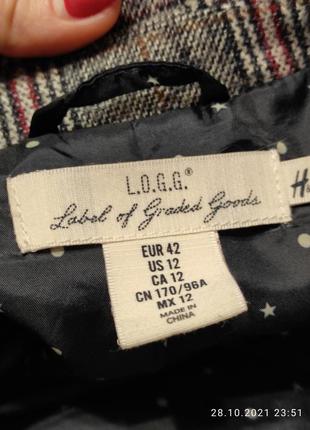 L.O.G.G.®
Label of Graded Goods
H
EUR 42
US 12
CA 12
CN 170/96A
MX 12
MADE IN
CHINA
28.10.2021 23:51